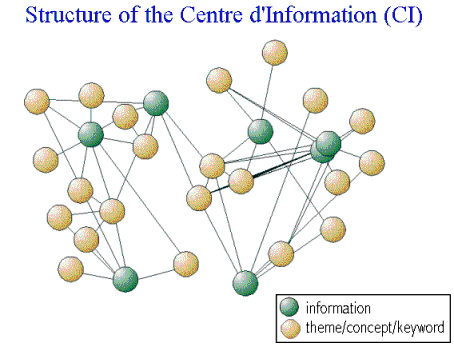 Structure of the Centre d'Information (CI)
information
theme/concept/keyword